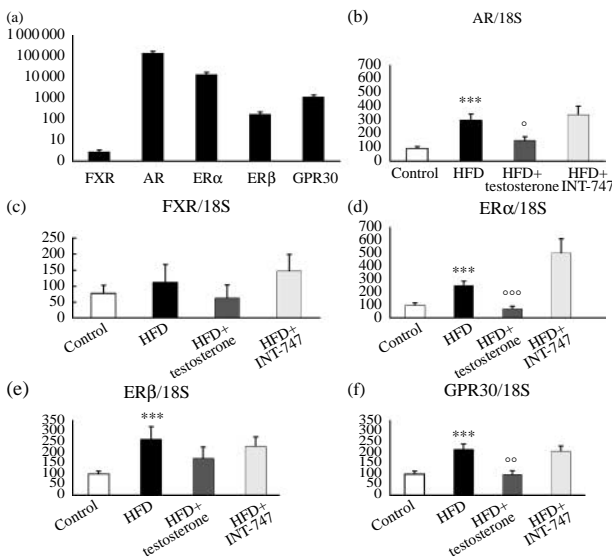 (a)
1 000 000
100 000
10 000
1000
100
10
0
FXR AR ERα ERβ GPR30
(b)
AR/18S
700
600
500
400
300
200
100
0
*** °
Control HFD HFD+ testosterone HFD+ INT-747
(c)
FXR/18S
250
200
150
100
50
0
Control HFD HFD+ testosterone HFD+ INT-747
(d)
ERα/18S
700
600
500
400
300
200
100
0
*** °°°
Control HFD HFD+ testosterone HFD+ INT-747
(e)
ERβ/18S
350
300
250
200
150
100
50
0
***
Control HFD HFD+ testosterone HFD+ INT-747
(f)
GPR30/18S
350
300
250
200
150
100
50
0
*** °°
Control HFD HFD+ testosterone HFD+ INT-747